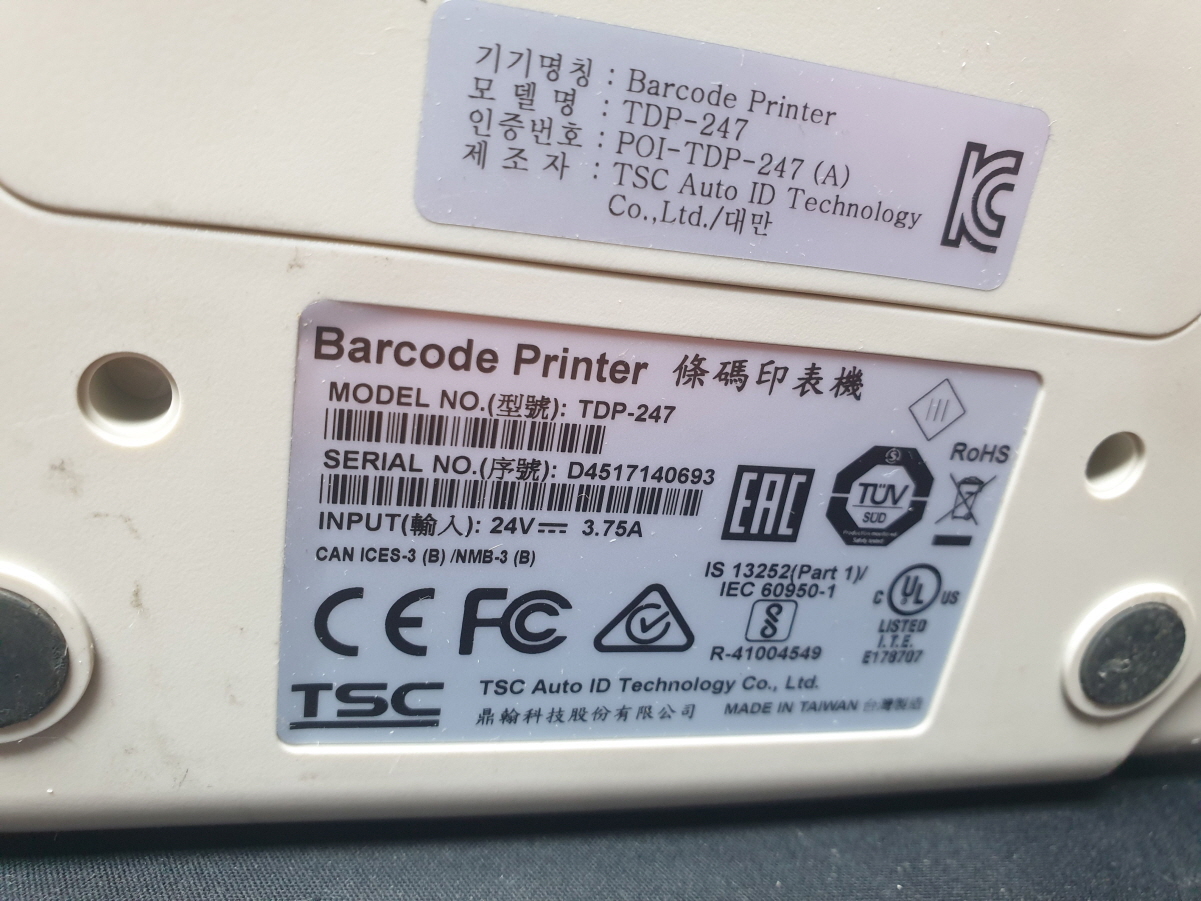 기기명칭 : Barcode Printer
모 델 명 : TDP-247
인증번호 : POI-TDP-247 (A)
제 조 자 : TSC Auto ID Technology
Co.,Ltd./대만
Barcode Printer 條碼印表機
MODEL NO.(型號): TDP-247
SERIAL NO.(序號): D4517140693
INPUT(輸入): 24V 3.75A
CAN ICES-3 (B) /NMB-3 (B)
EAC
TÜV
SÜD
RoHS
CE FC
IS 13252(Part 1)/
IEC 60950-1
R-41004549
C UL US
LISTED
I.T.E.
E178707
TSC
TSC Auto ID Technology Co., Ltd.
鼎翰科技股份有限公司
MADE IN TAIWAN 台灣製造